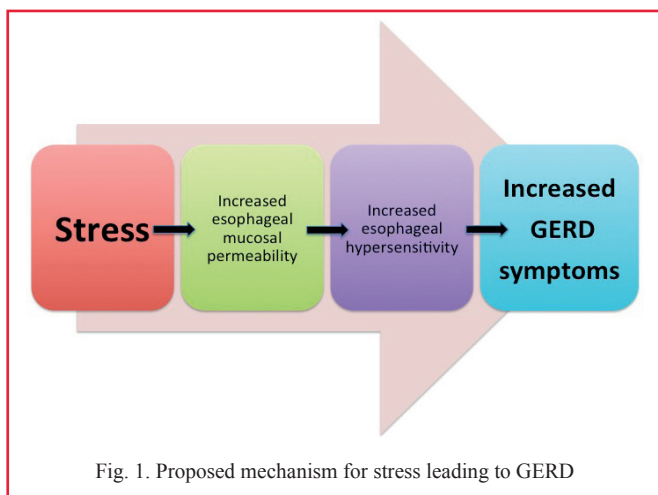 Stress
Increased
esophageal
mucosal
permeability
Increased
esophageal
hypersensitivity
Increased
GERD
symptoms
Fig. 1. Proposed mechanism for stress leading to GERD